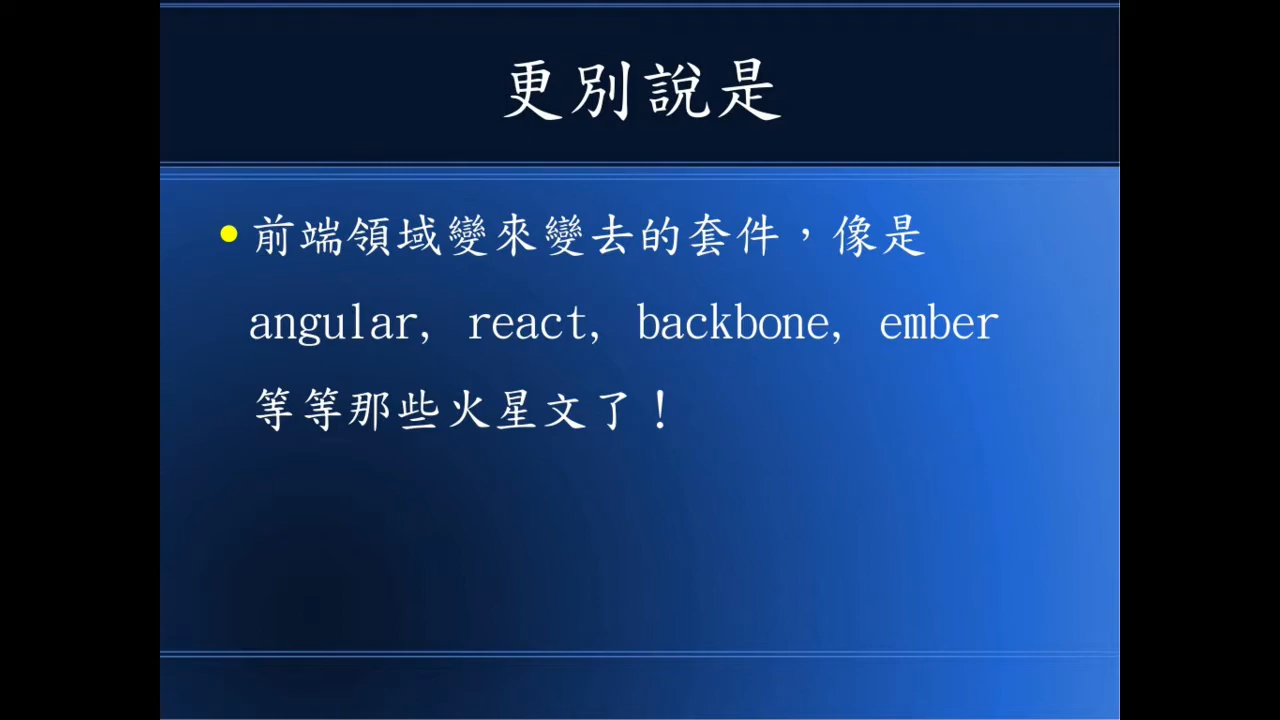 更別說是
前端領域變來變去的套件，像是
angular, react, backbone, ember
等等那些火星文了！